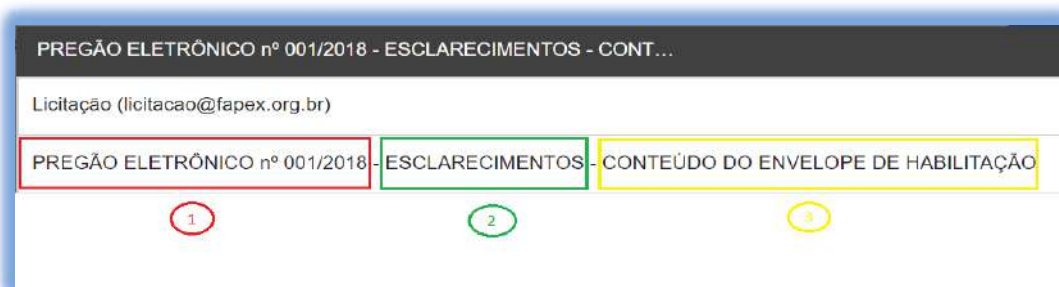 PREGÃO ELETRÔNICO nº 001/2018 - ESCLARECIMENTOS - CONT...
Licitação (licitacao@fapex.org.br)
PREGÃO ELETRÔNICO nº 001/2018 - ESCLARECIMENTOS - CONTEÚDO DO ENVELOPE DE HABILITAÇÃO
1 2 3